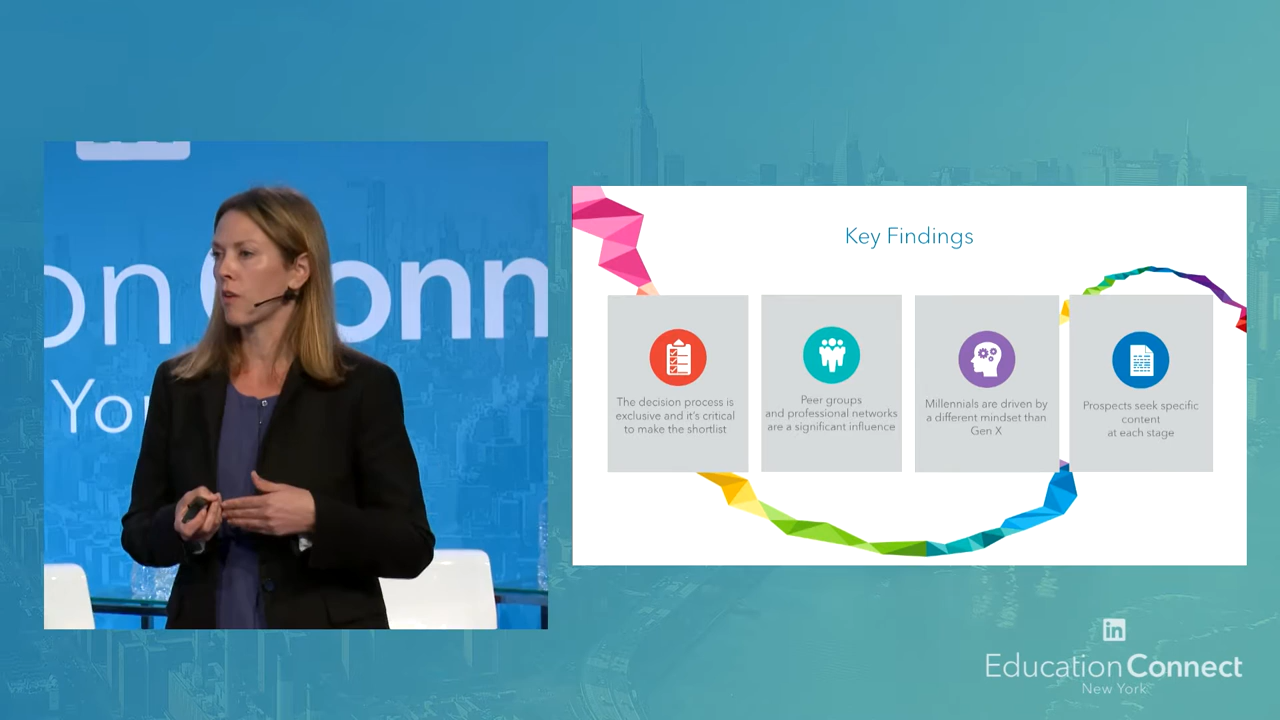 on Conn
Yor
Key Findings
The decision process is
exclusive and it's critical
to make the shortlist
Peer groups
and professional networks
are a significant influence
Millennials are driven by
a different mindset than
Gen X
Prospects seek specific
content
at each stage
in
Education Connect
New York